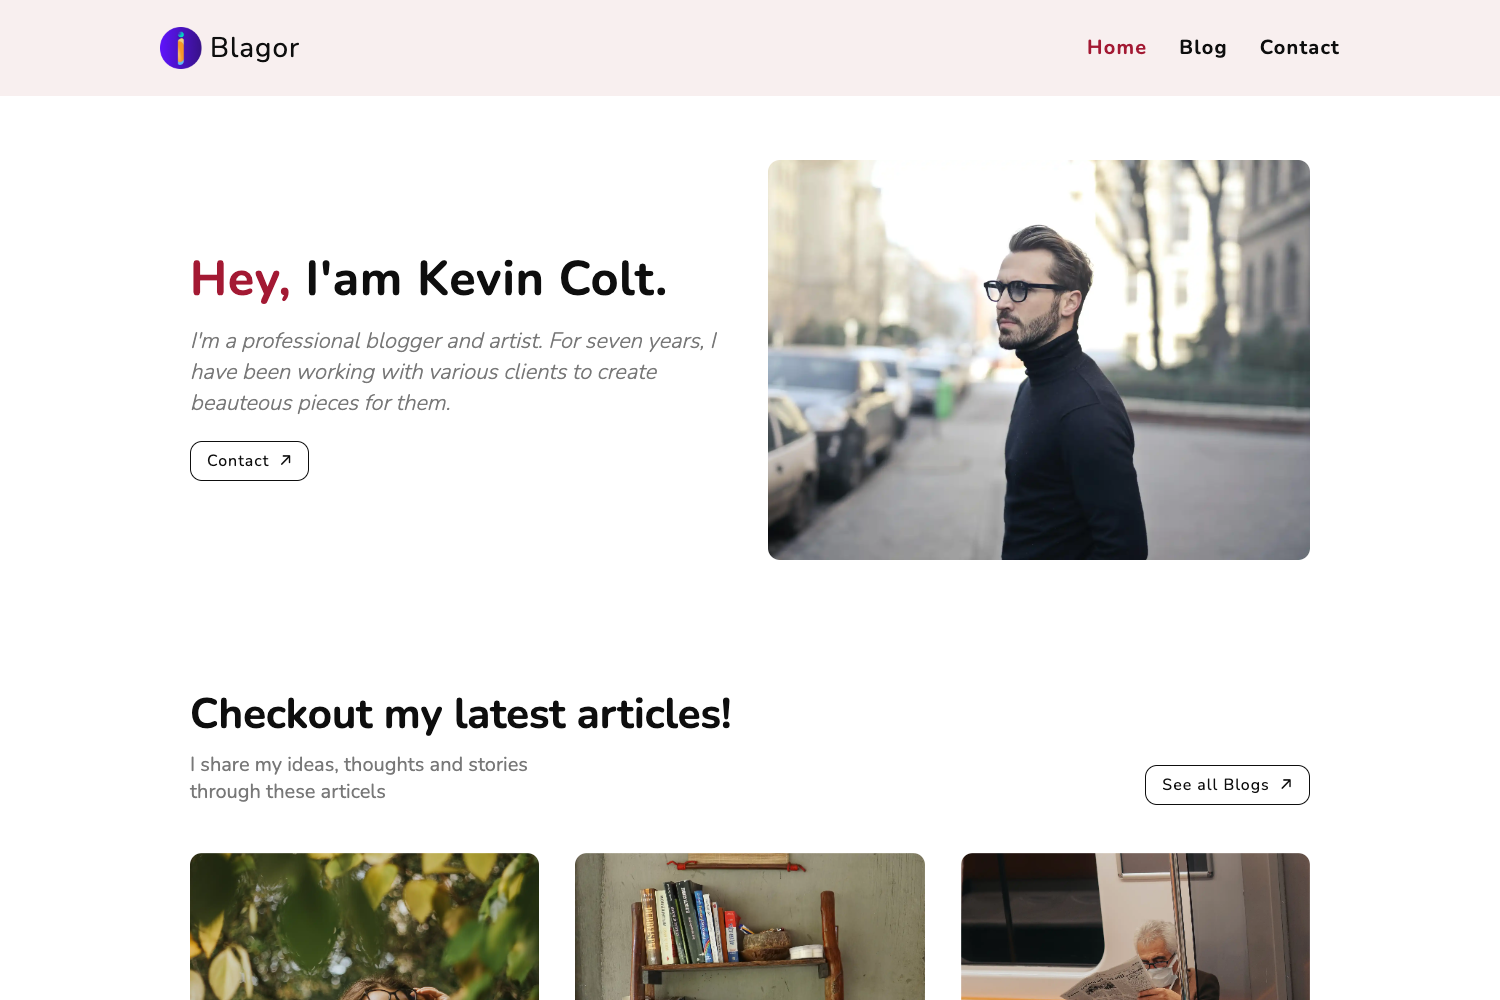 Blagor
Home Blog Contact
Hey, I'am Kevin Colt.
I'm a professional blogger and artist. For seven years, I
have been working with various clients to create
beauteous pieces for them.
Contact
Checkout my latest articles!
I share my ideas, thoughts and stories
through these articels
See all Blogs